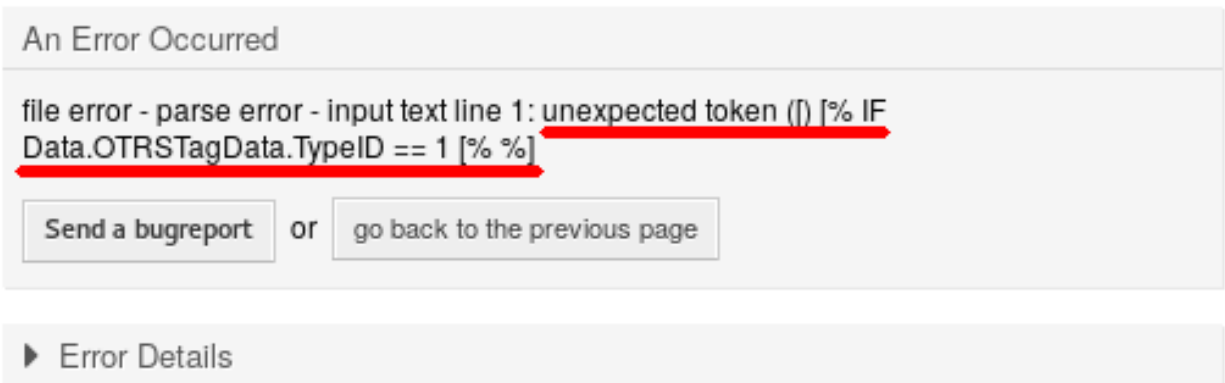 An Error Occurred
file error - parse error - input text line 1: unexpected token ([) [% IF
Data.OTRSTagData.TypeID == 1 [% %]
Send a bugreport or go back to the previous page
Error Details